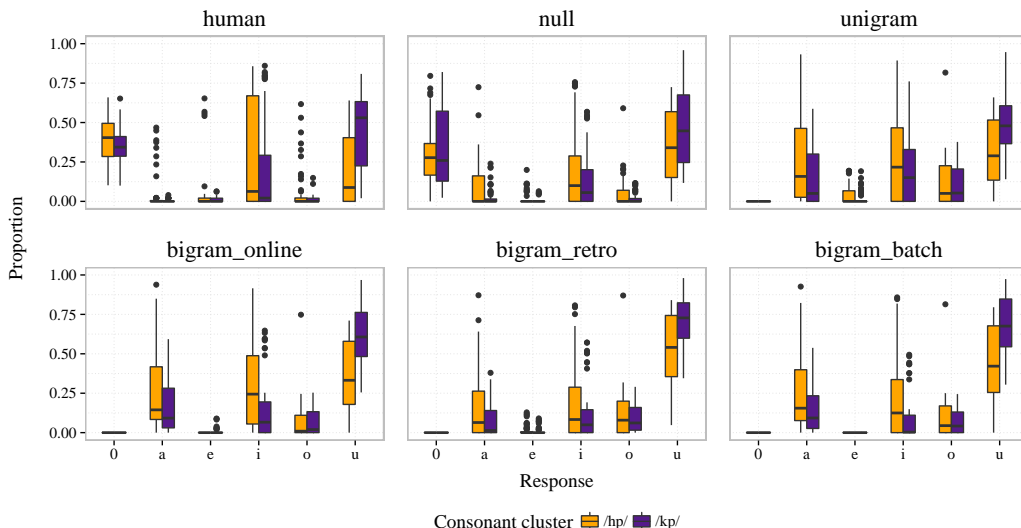 human null unigram
1.00
0.75
0.50
0.25
0.00
bigram_online bigram_retro bigram_batch
1.00
0.75
0.50
0.25
0.00
0 a e i o u 0 a e i o u 0 a e i o u
Proportion
Response
Consonant cluster /hp/ /kp/